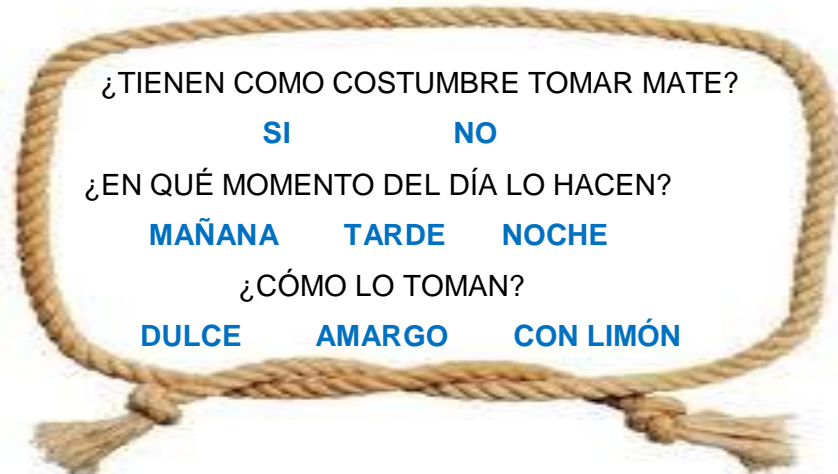 ¿TIENEN COMO COSTUMBRE TOMAR MATE?
SI NO
¿EN QUÉ MOMENTO DEL DÍA LO HACEN?
MAÑANA TARDE NOCHE
¿CÓMO LO TOMAN?
DULCE AMARGO CON LIMÓN